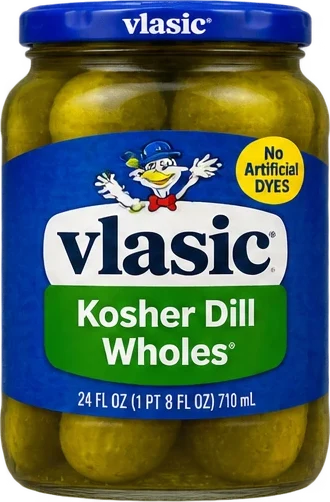 vlasic®
No
Artificial
DYES
vlasic®
Kosher Dill
Wholes®
24 FL OZ (1 PT 8 FL OZ) 710 mL